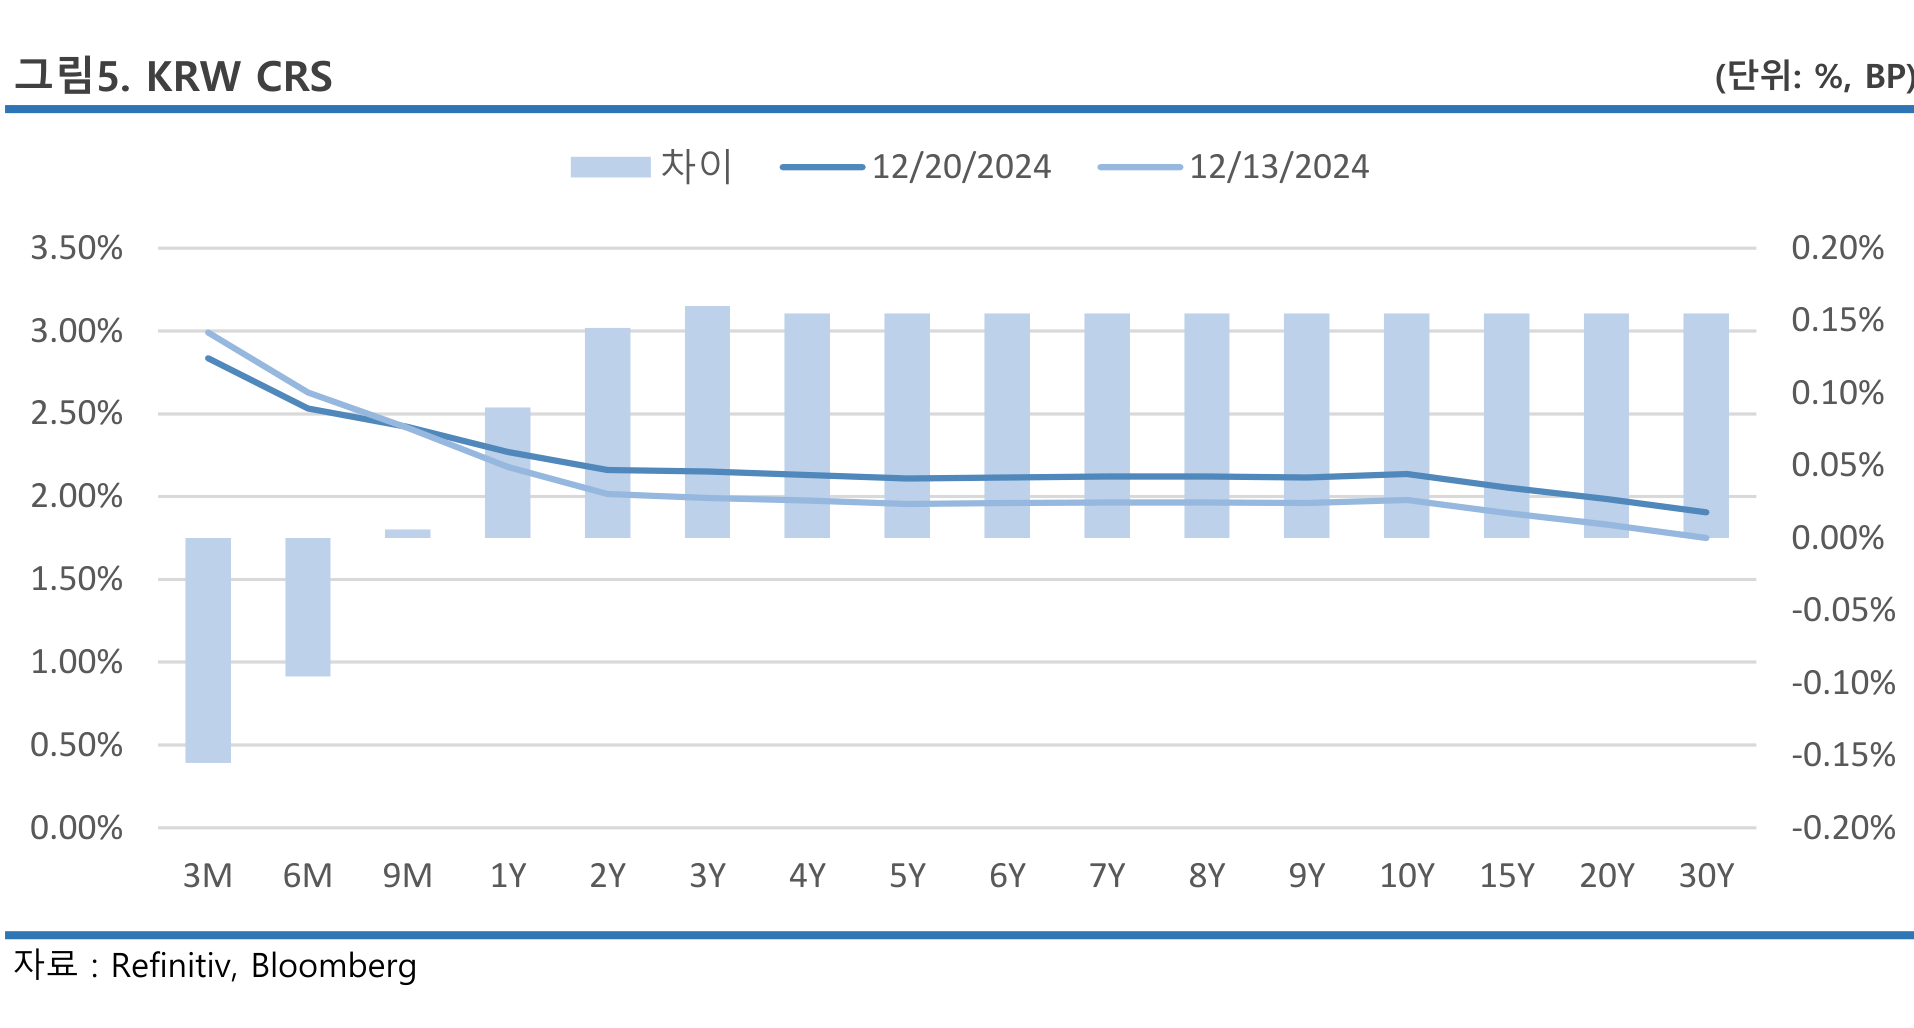 그림5. KRW CRS (단위: %, BP)
차이 12/20/2024 12/13/2024
3.50% 0.20%
3.00% 0.15%
2.50% 0.10%
2.00% 0.05%
1.50% 0.00%
1.00% -0.05%
0.50% -0.10%
0.00% -0.15%
-0.20%
3M 6M 9M 1Y 2Y 3Y 4Y 5Y 6Y 7Y 8Y 9Y 10Y 15Y 20Y 30Y
자료 : Refinitiv, Bloomberg